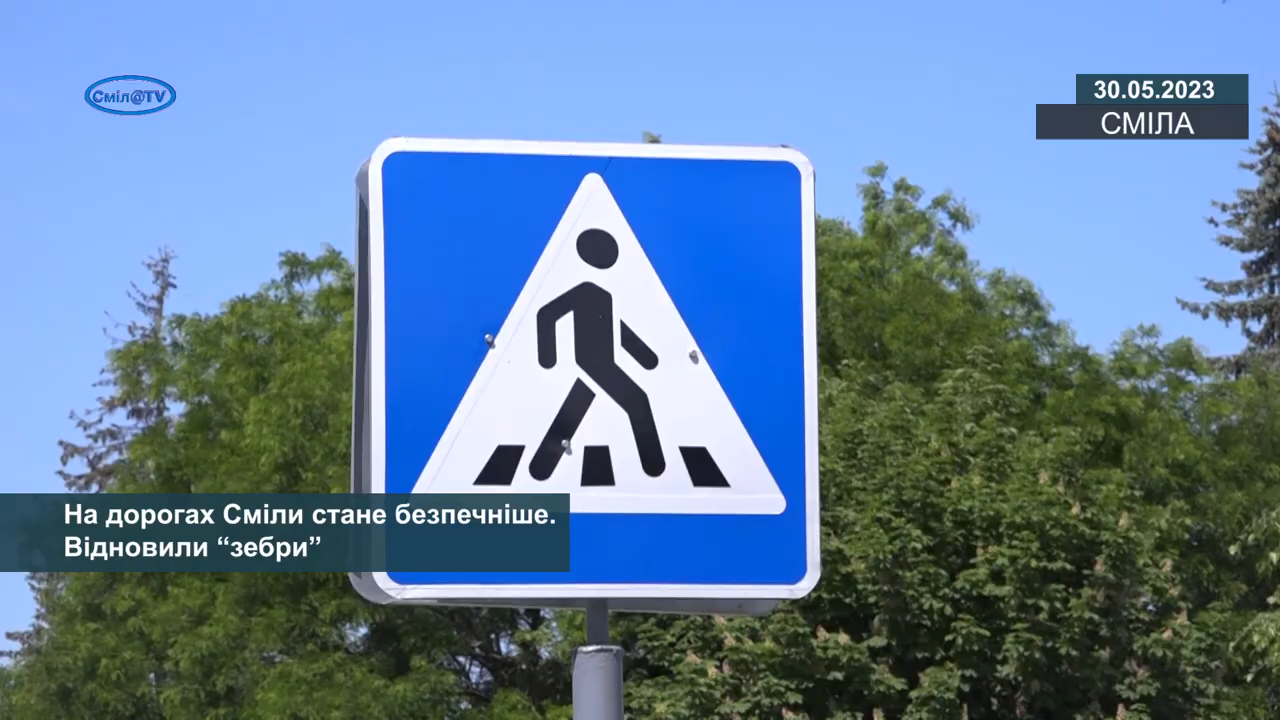 Сміл@TV
30.05.2023
СМІЛА
На дорогах Сміли стане безпечніше.
Відновили “зебри”